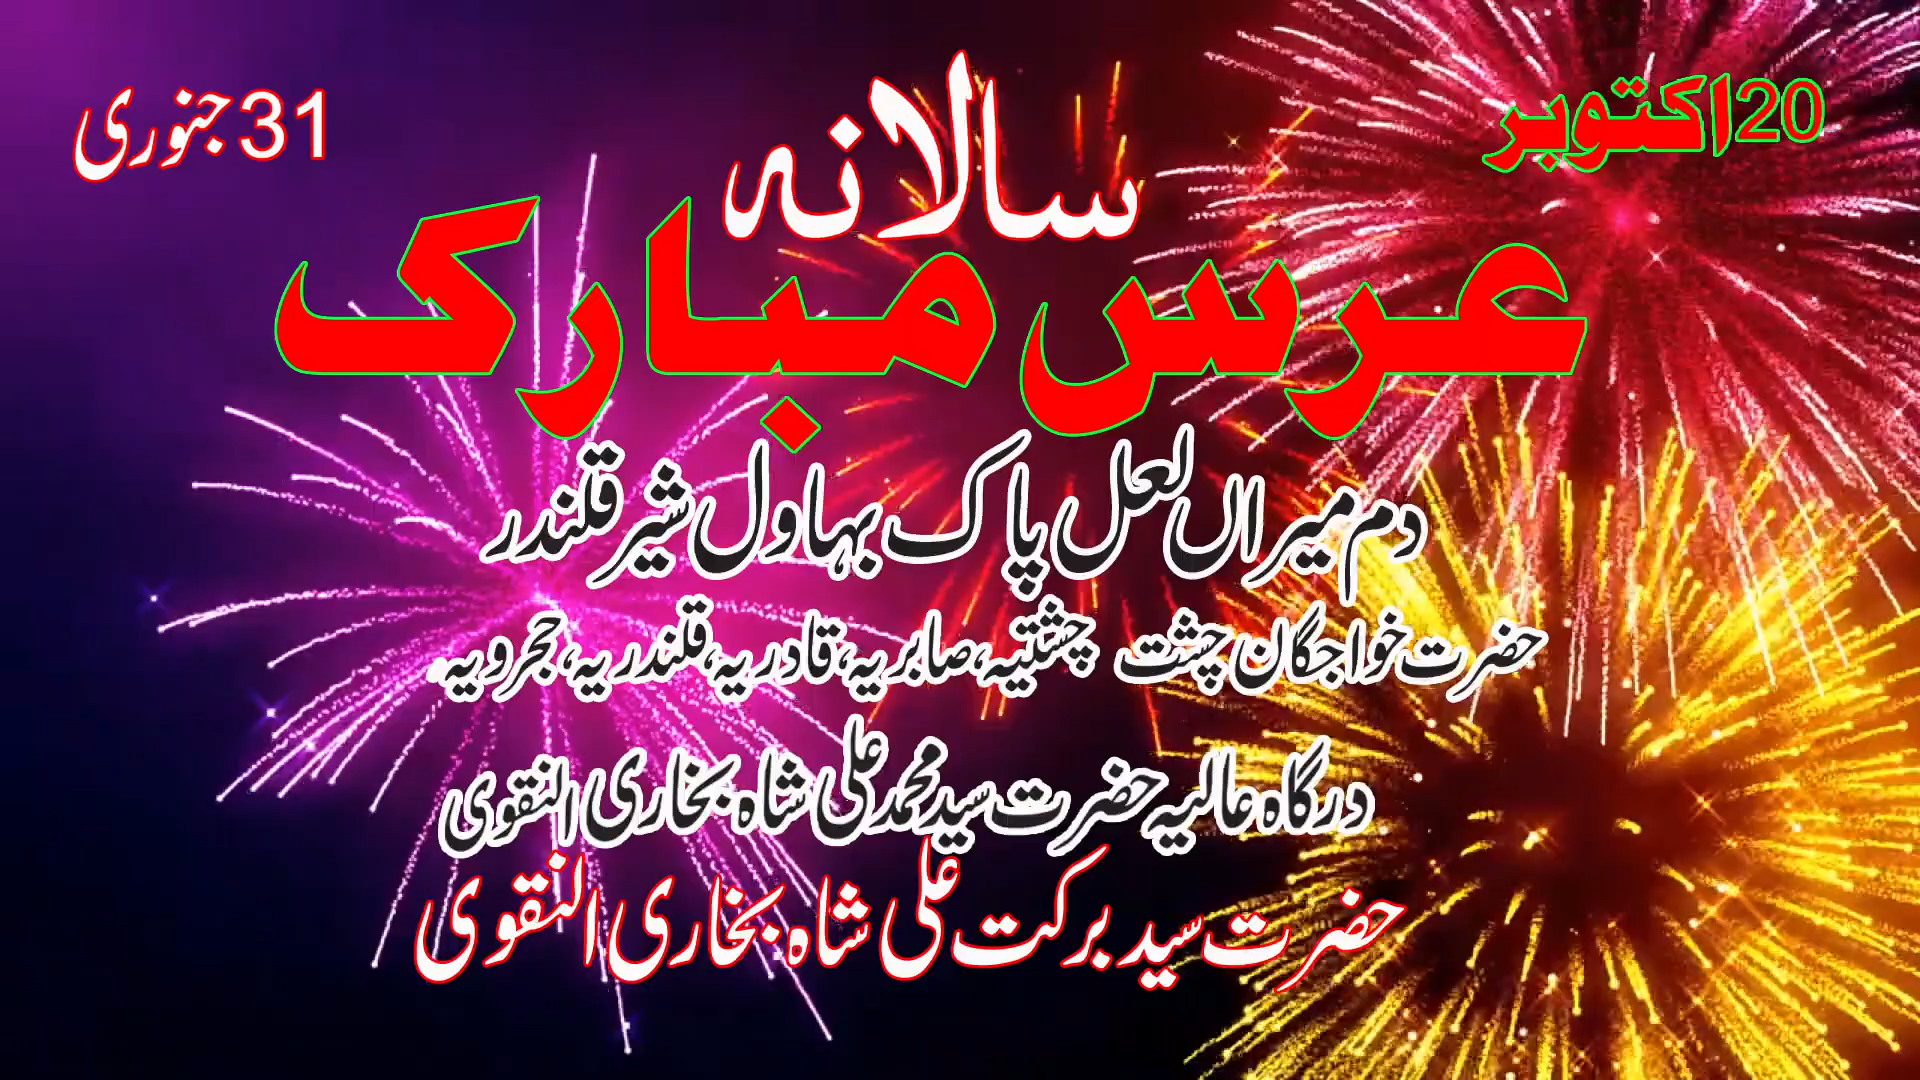 20 اکتوبر
31 جنوری
سالانہ
عرس مبارک
دم میراں لعل پاک بہاول شیر قلندر
حضرت خواجگان چشت چشتیہ، صابریہ، قادریہ، قلندریہ، حجرویہ
درگاہ عالیہ حضرت سید محمد علی شاہ بخاری النقوی
حضرت سید برکت علی شاہ بخاری النقوی